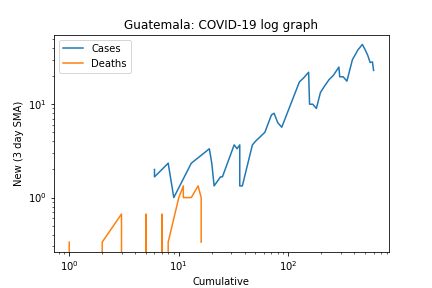 Guatemala: COVID-19 log graph
Cases
Deaths
New (3 day SMA)
10¹
10⁰
10⁰ 10¹ 10²
Cumulative